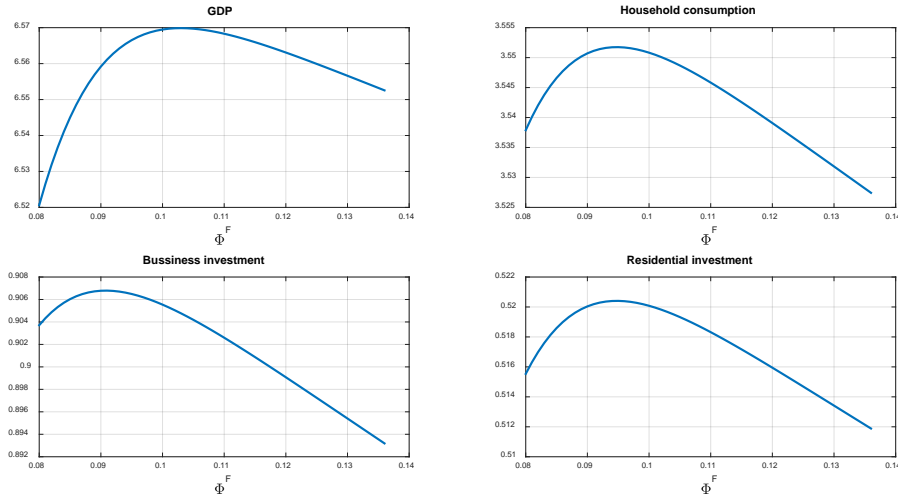 GDP
6.57
6.56
6.55
6.53
6.52
0.08 0.09 0.1 0.11 0.12 0.13 0.14
Φ^F
Household consumption
3.555
3.55
3.545
3.54
3.535
3.53
3.525
0.08 0.09 0.1 0.11 0.12 0.13 0.14
Φ^F
Bussiness investment
0.908
0.906
0.904
0.902
0.9
0.898
0.896
0.894
0.892
0.08 0.09 0.1 0.11 0.12 0.13 0.14
Φ^F
Residential investment
0.522
0.52
0.518
0.516
0.514
0.512
0.51
0.08 0.09 0.1 0.11 0.12 0.13 0.14
Φ^F